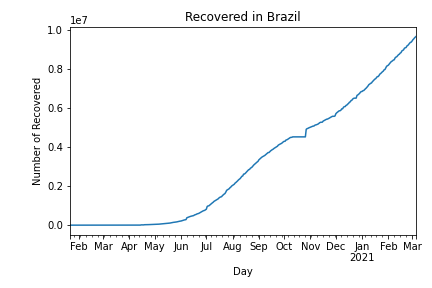 Recovered in Brazil
1e7
1.0
0.8
0.6
0.4
0.2
0.0
Number of Recovered
Feb Mar Apr May Jun Jul Aug Sep Oct Nov Dec Jan Feb Mar
2021
Day